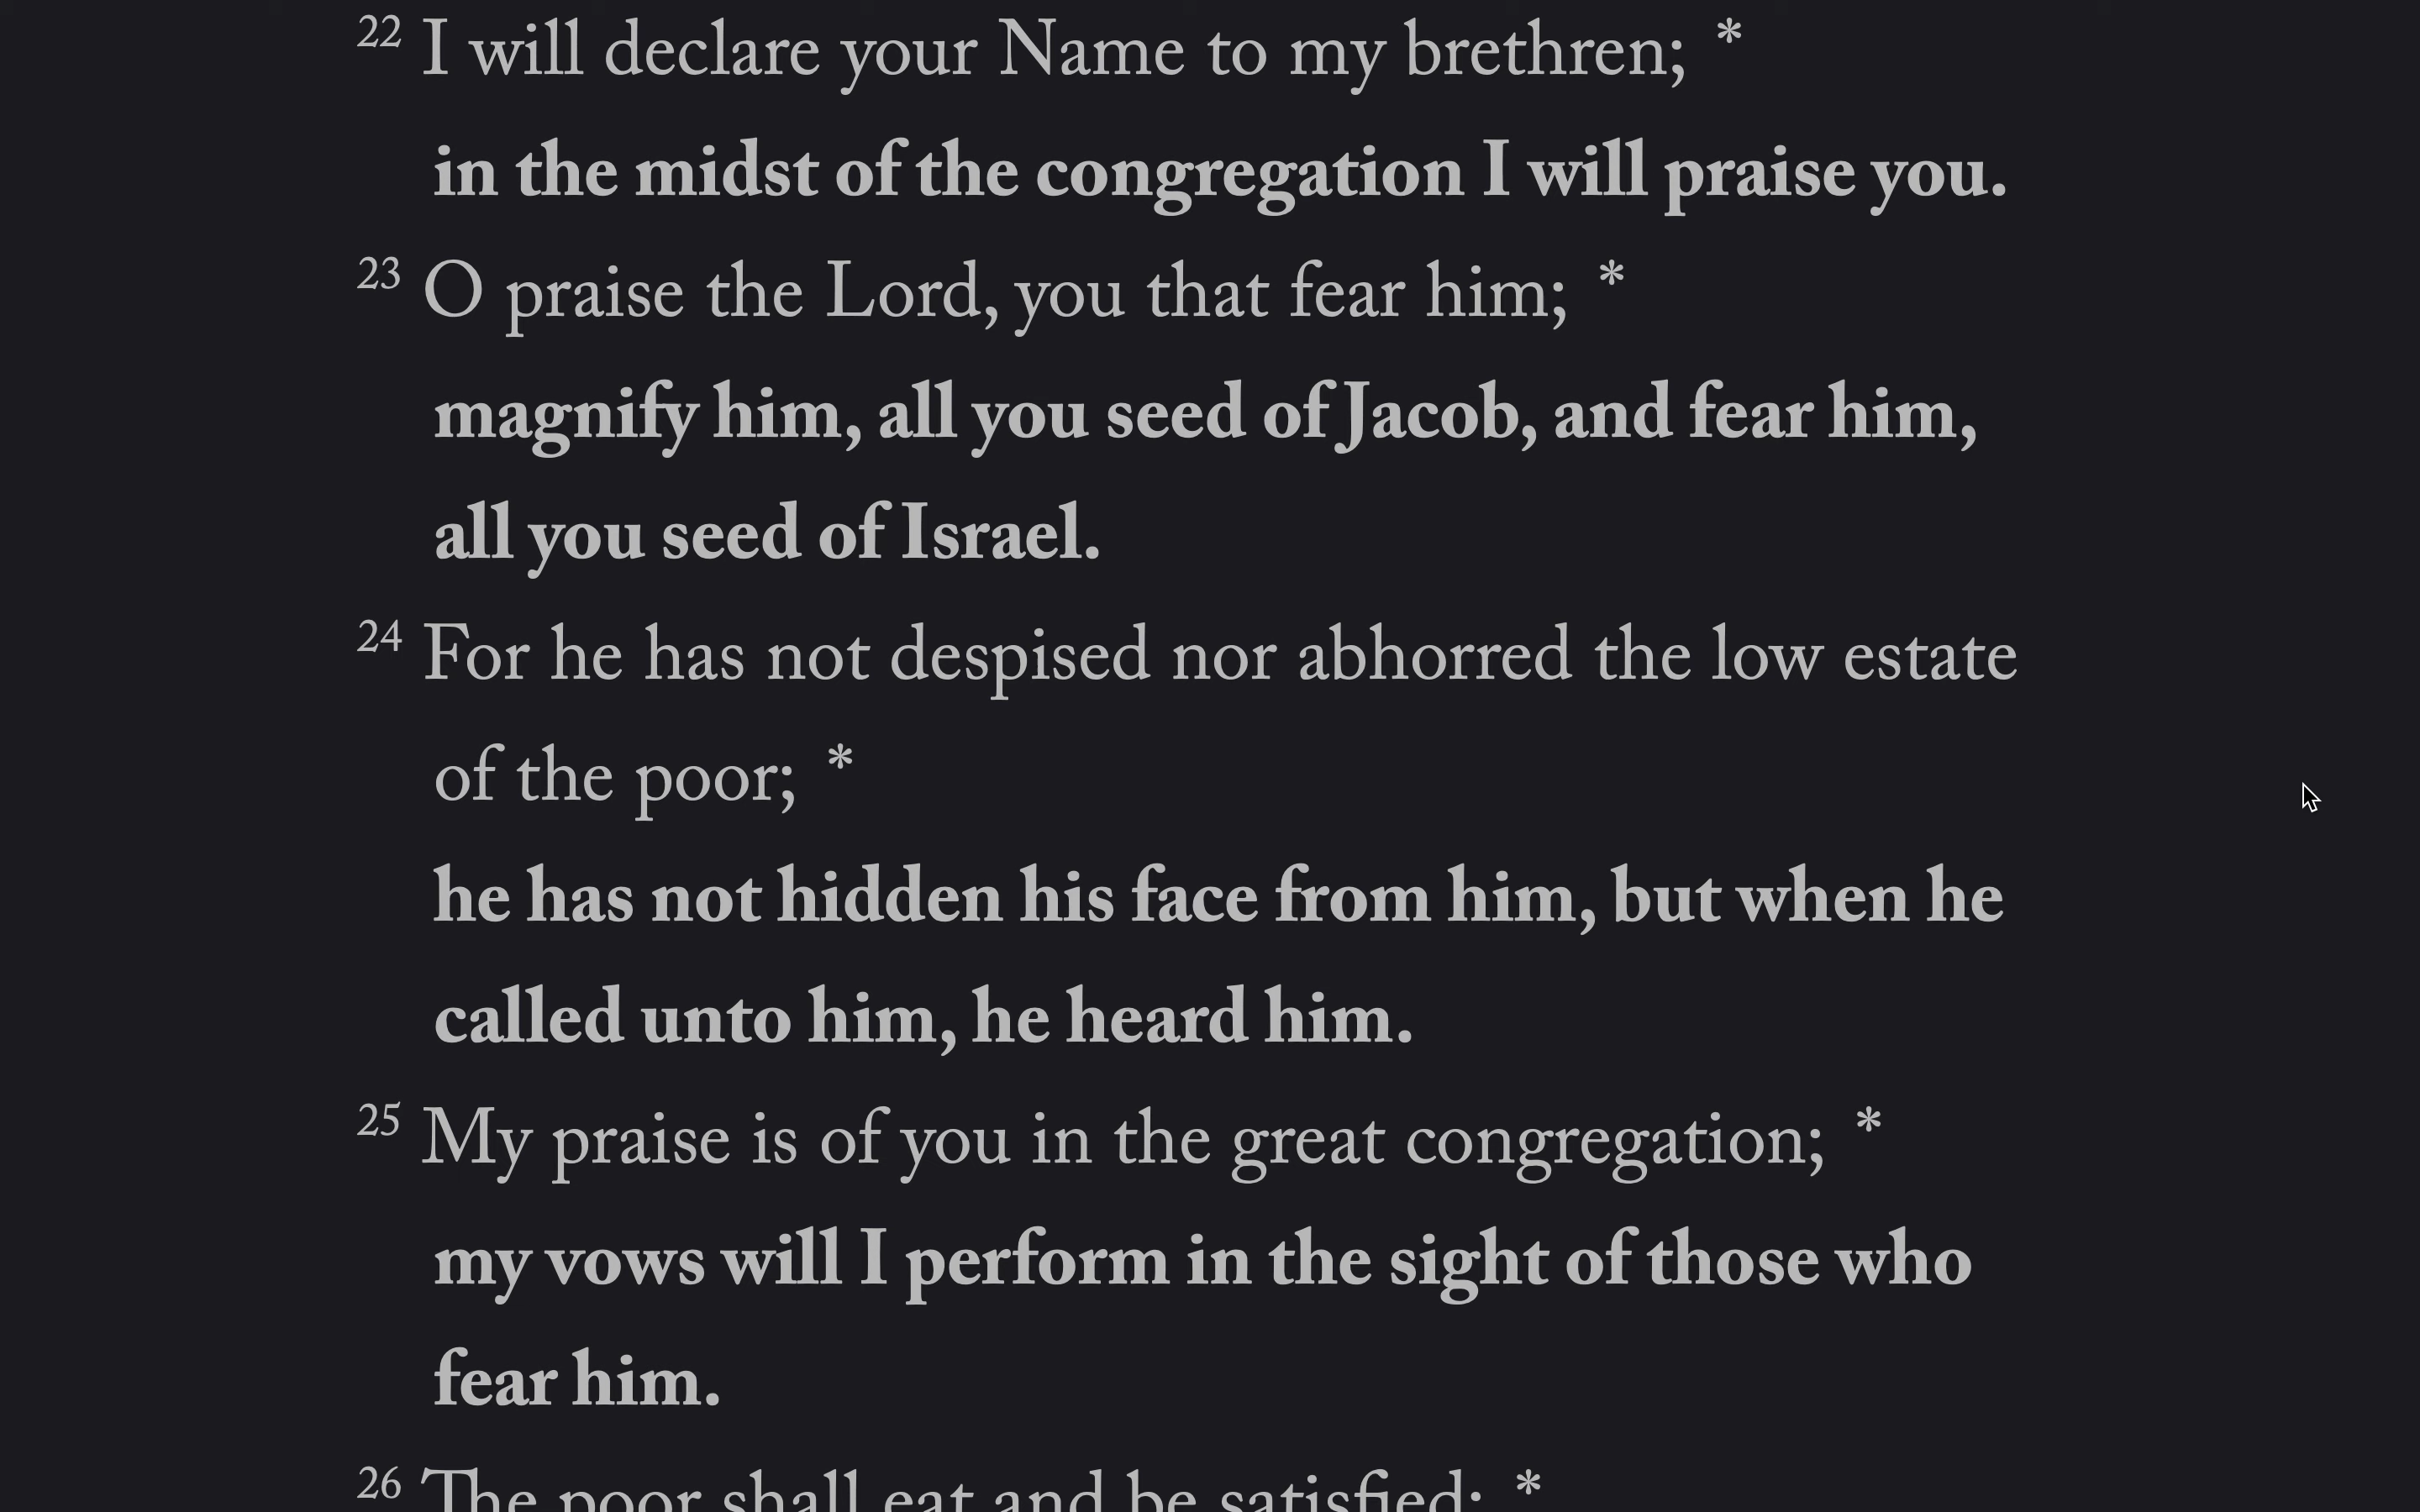 22 I will declare your Name to my brethren; *
in the midst of the congregation I will praise you.
23 O praise the Lord, you that fear him; *
magnify him, all you seed of Jacob, and fear him,
all you seed of Israel.
24 For he has not despised nor abhorred the low estate
of the poor; *
he has not hidden his face from him, but when he
called unto him, he heard him.
25 My praise is of you in the great congregation; *
my vows will I perform in the sight of those who
fear him.
26 The poor shall eat and be satisfied; *